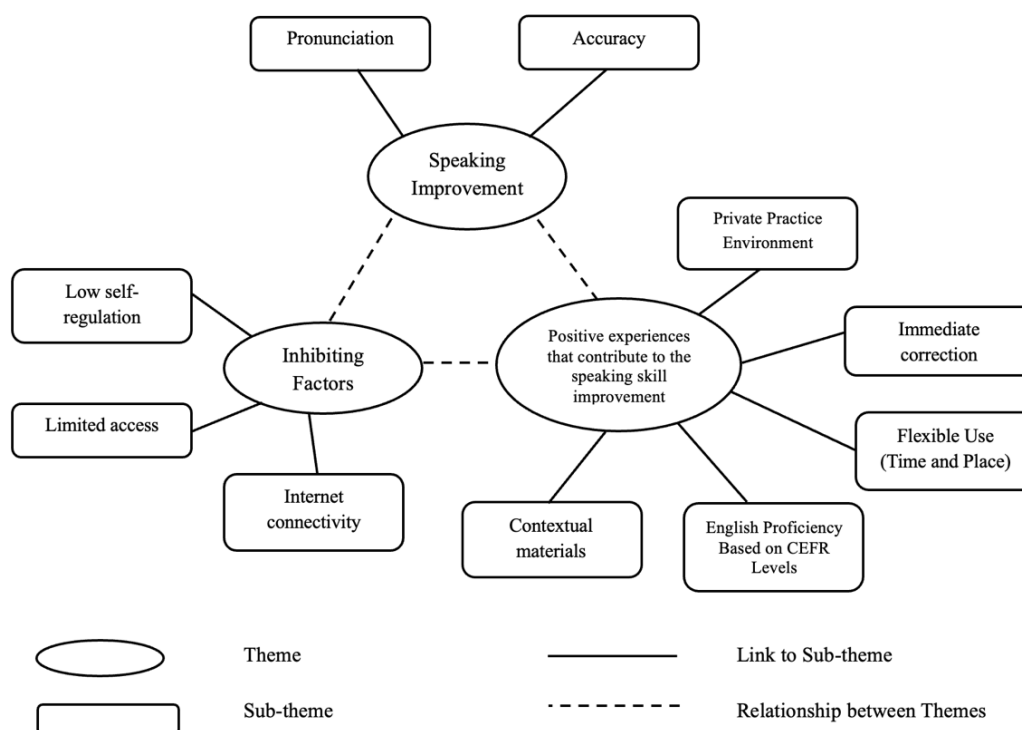 Pronunciation
Accuracy
Speaking
Improvement
Private Practice
Environment
Low self-
regulation
Inhibiting
Factors
Positive experiences
that contribute to the
speaking skill
improvement
Immediate
correction
Limited access
Flexible Use
(Time and Place)
Internet
connectivity
Contextual
materials
English Proficiency
Based on CEFR
Levels
Theme
Link to Sub-theme
Sub-theme
Relationship between Themes